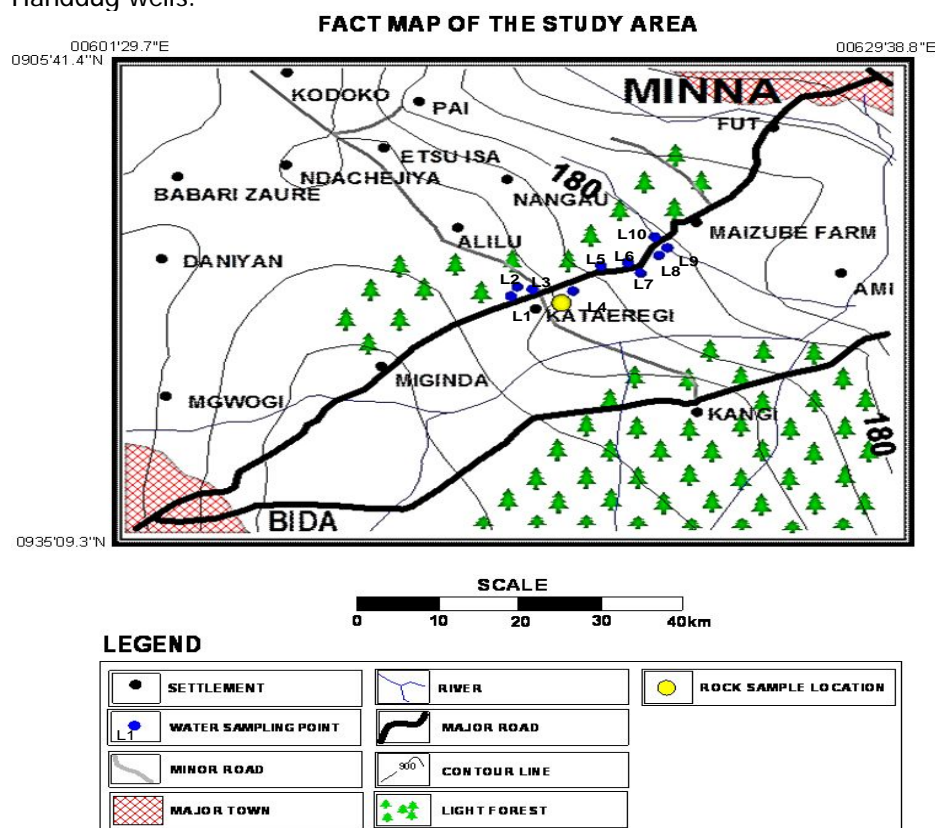 Handdug wells.
FACT MAP OF THE STUDY AREA
00601'29.7"E
00629'38.8"E
0905'41.4"N
MINNA
KODOKO
PAI
FUT
ETSU ISA
NDACHEJIYA
180
BABARI ZAURE
NANGAU
ALILU
L10
MAIZUBE FARM
DANIYAN
L5
L6
L9
L8
L2
L3
L7
AMI
L1
L4
KATAEREGI
MIGINDA
MGWOGI
KANGI
180
BIDA
0935'09.3"N
SCALE
0 10 20 30 40km
LEGEND
SETTLEMENT
RIVER
ROCK SAMPLE LOCATION
L1
WATER SAMPLING POINT
MAJOR ROAD
MINOR ROAD
900
CONTOUR LINE
MAJOR TOWN
LIGHT FOREST